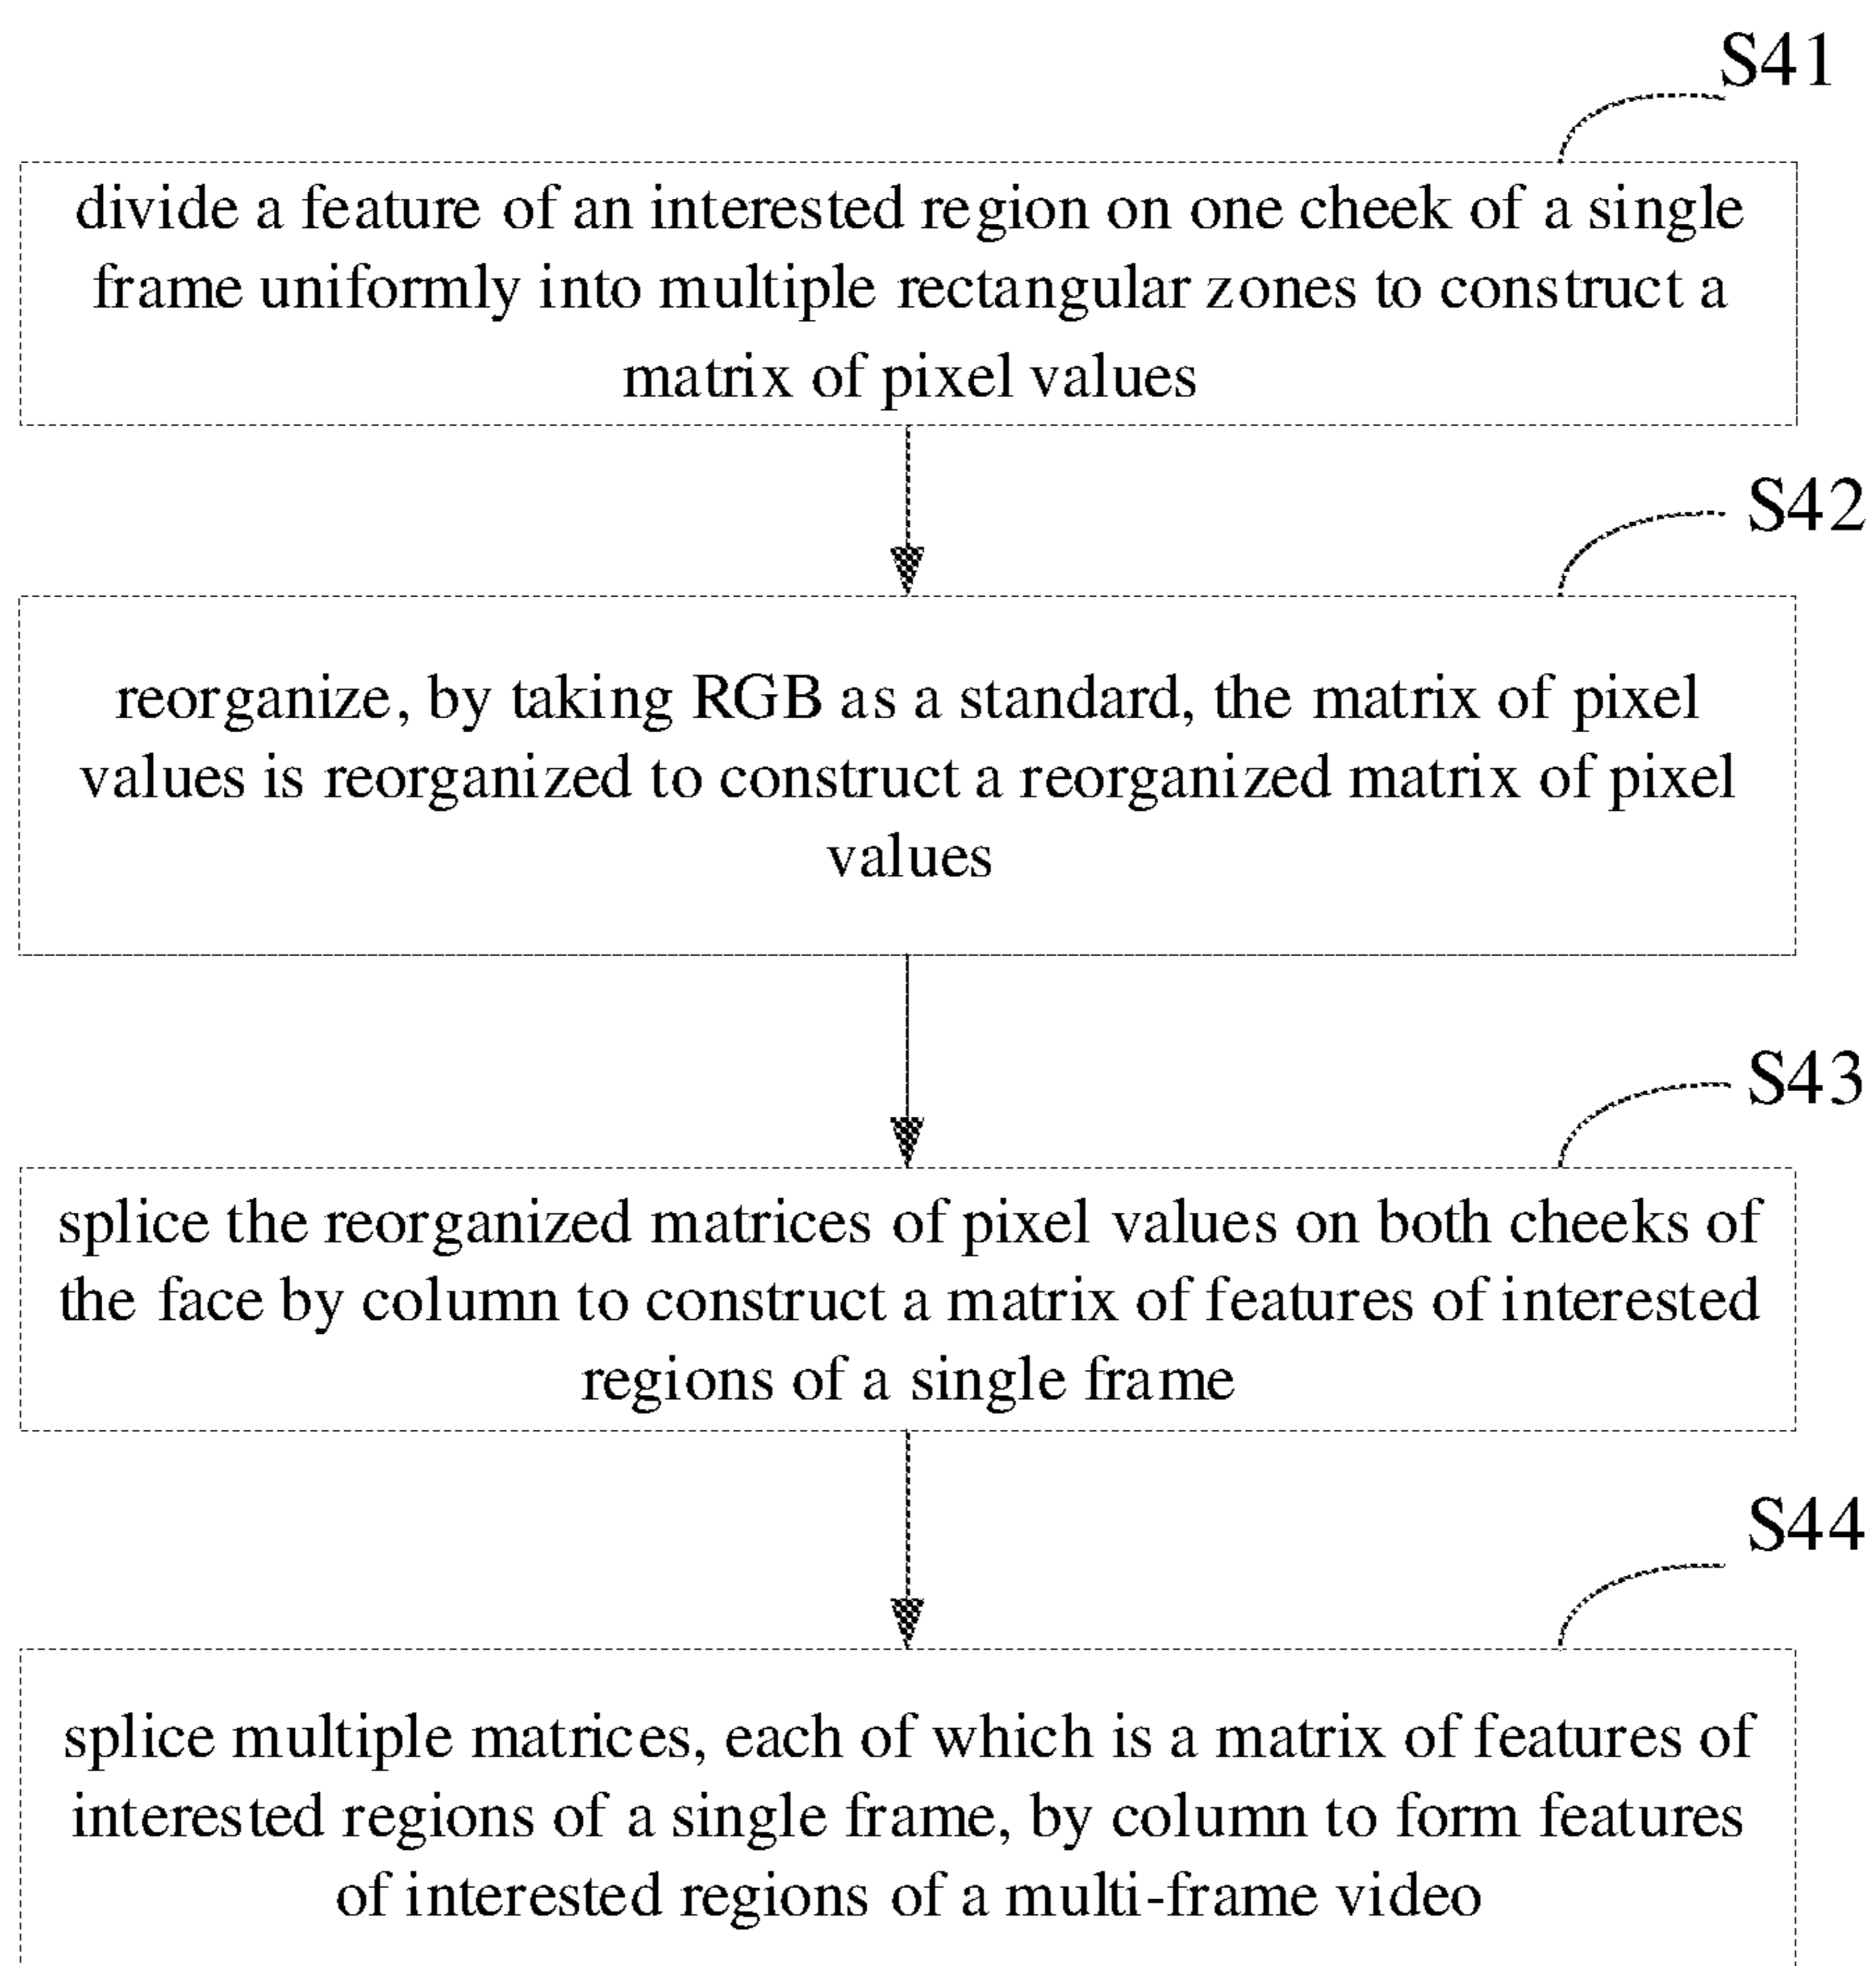 S41
divide a feature of an interested region on one cheek of a single
frame uniformly into multiple rectangular zones to construct a
matrix of pixel values
S42
reorganize, by taking RGB as a standard, the matrix of pixel
values is reorganized to construct a reorganized matrix of pixel
values
S43
splice the reorganized matrices of pixel values on both cheeks of
the face by column to construct a matrix of features of interested
regions of a single frame
S44
splice multiple matrices, each of which is a matrix of features of
interested regions of a single frame, by column to form features
of interested regions of a multi-frame video